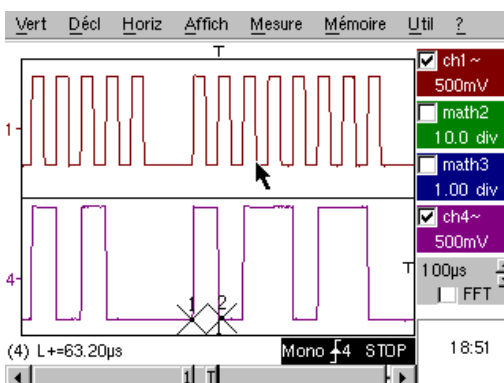 Vert Décl Horiz Affich Mesure Mémoire Util ?
T
ch1 ~
500mV
math2
10.0 div
math3
1.00 div
ch4~
500mV
1
4
1 2
T
100µs
FFT
(4) L+=63.20µs
Mono 4 STOP
18:51
1 T